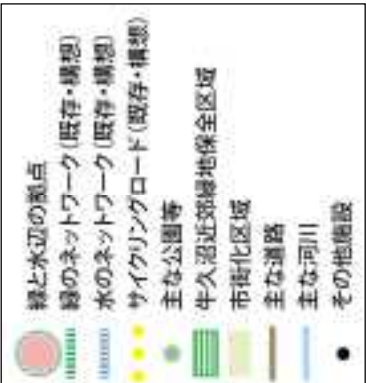 緑と水辺の拠点
緑のネットワーク（既存・構想）
水のネットワーク（既存・構想）
サイクリングロード（既存・構想）
主な公園等
牛久沼近郊緑地保全区域
市街化区域
主な道路
主な河川
その他施設